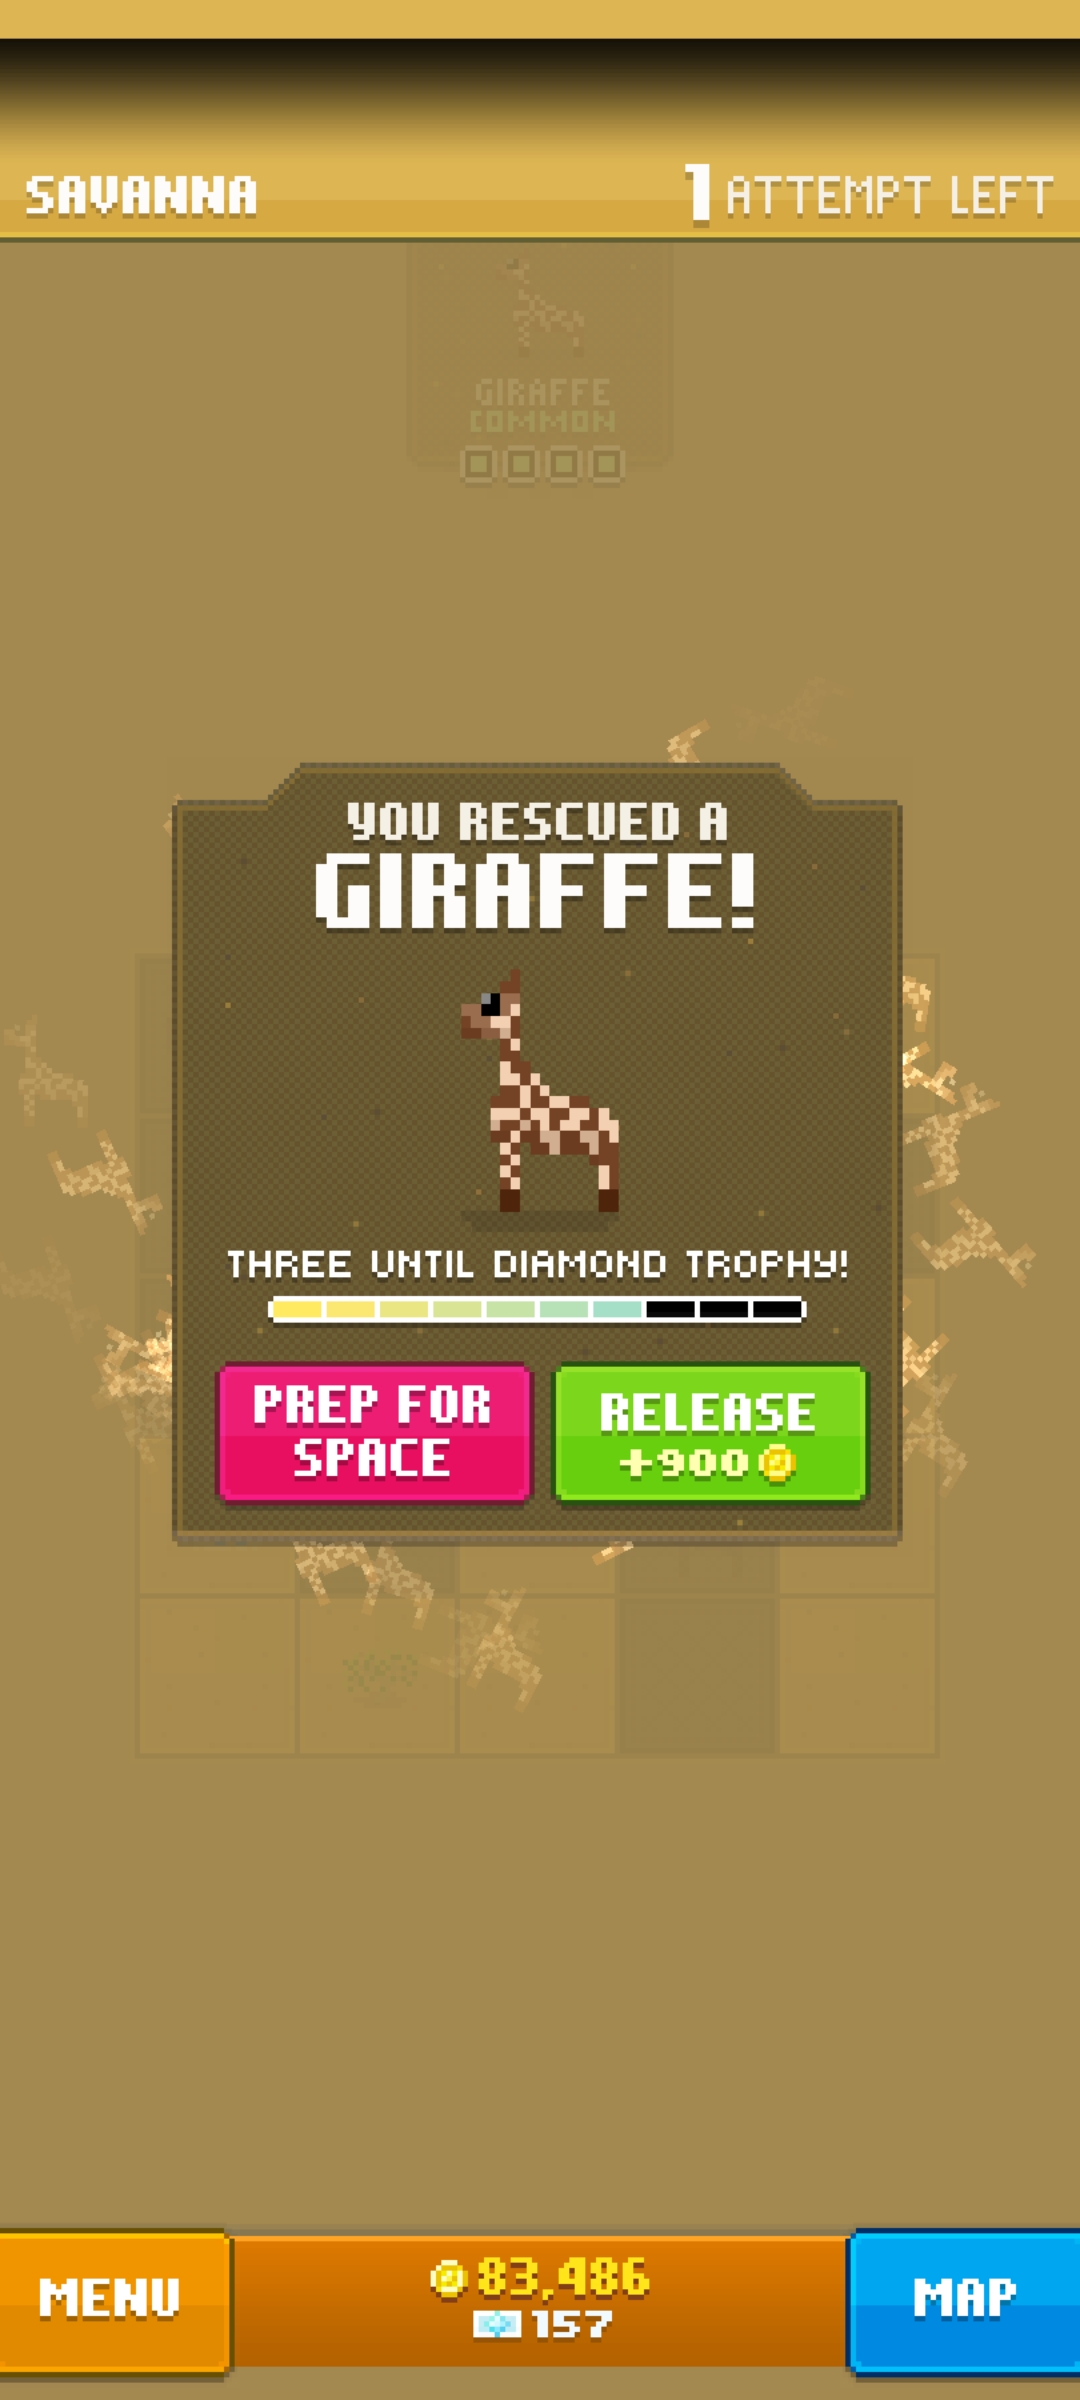 SAVANNA
1 ATTEMPT LEFT
GIRAFFE
COMMON
YOU RESCUED A
GIRAFFE!
THREE UNTIL DIAMOND TROPHY!
PREP FOR
SPACE
RELEASE
+900
MENU
83,486
157
MAP